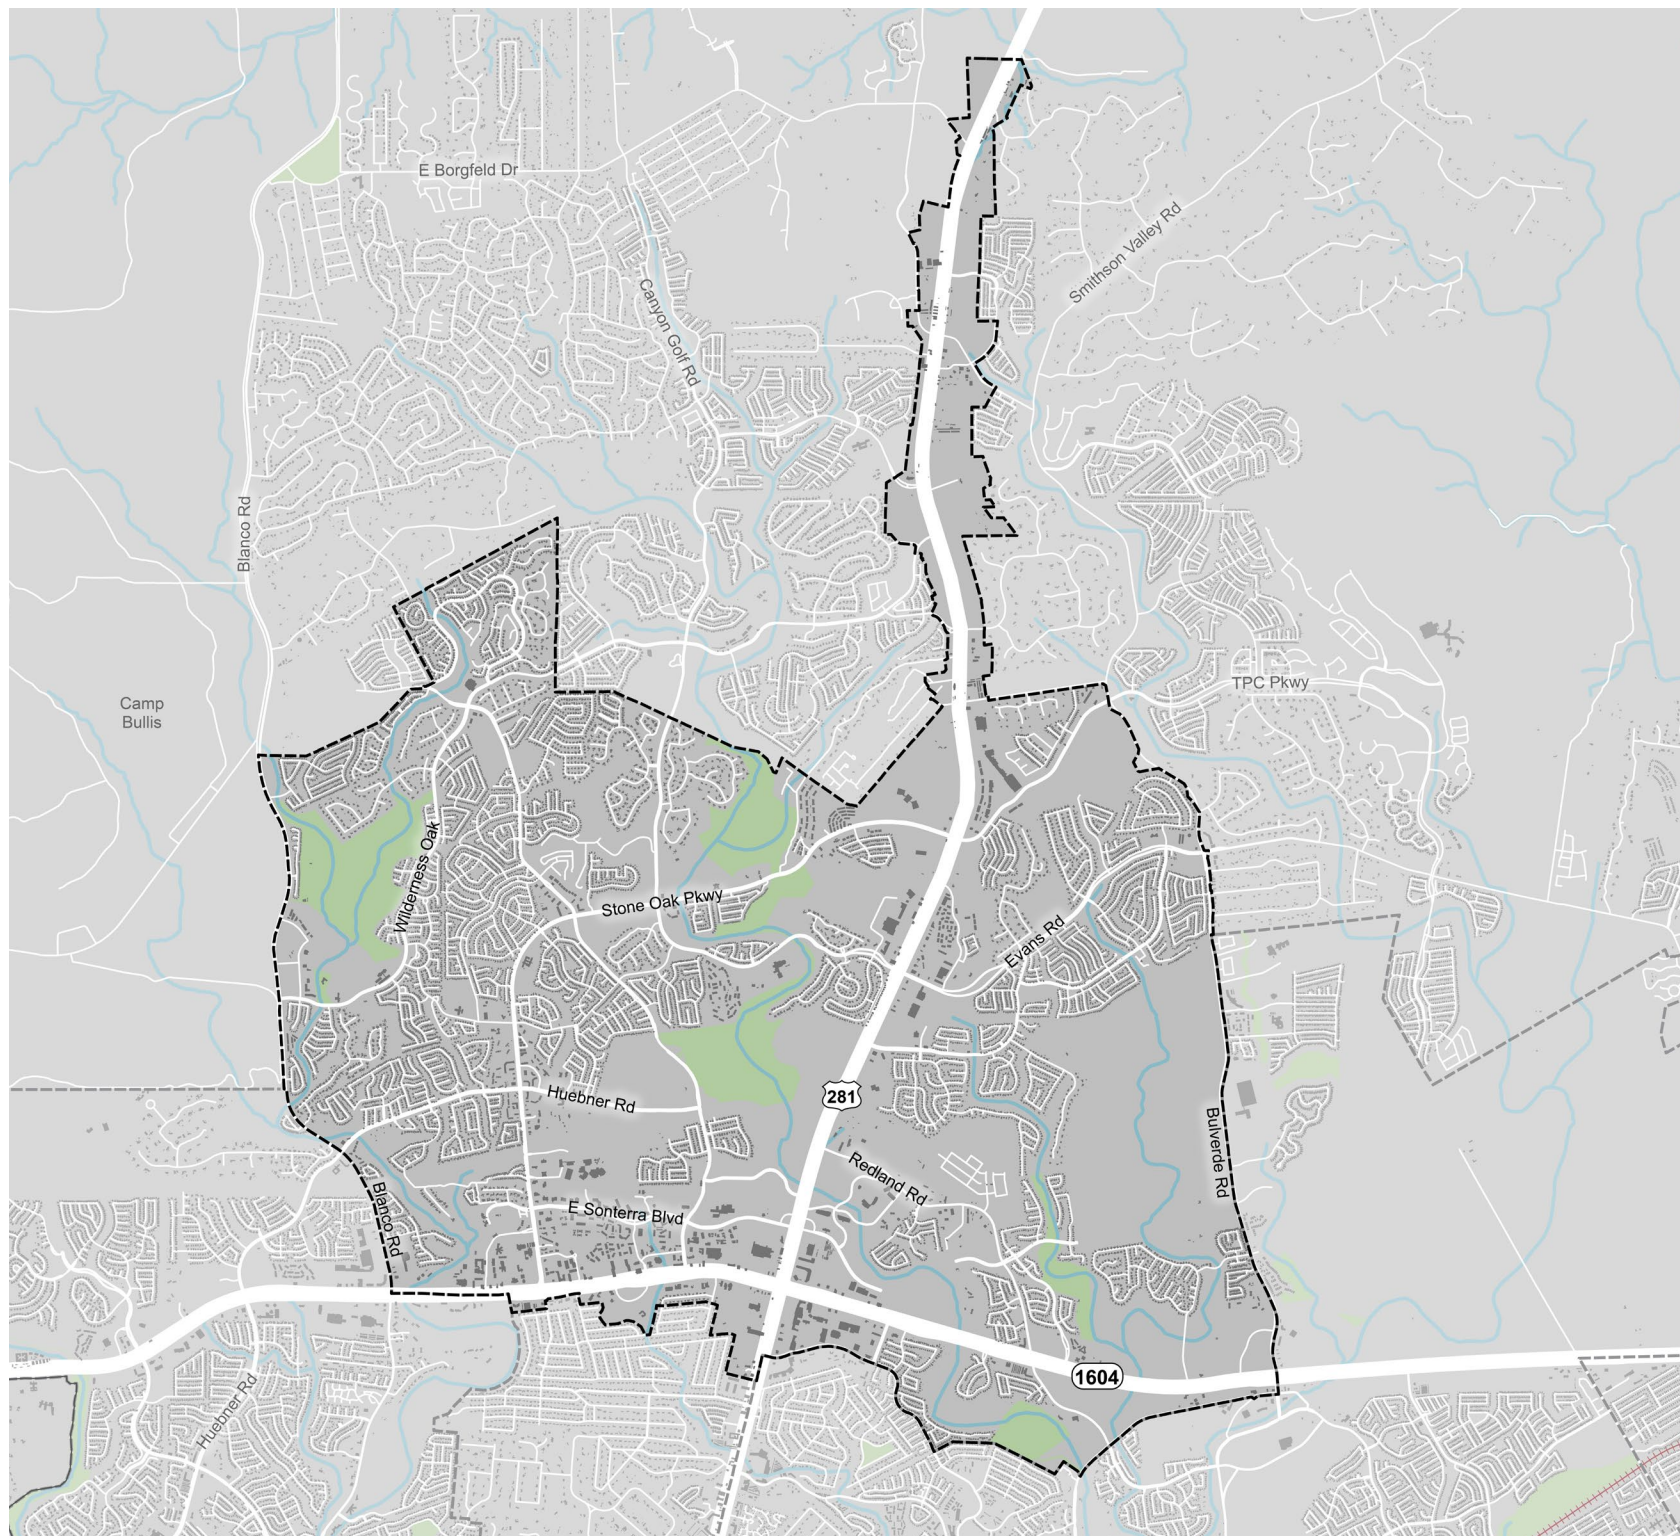 E Borgfeld Dr
Smithson Valley Rd
Canyon Golf Rd
Blanco Rd
TPC Pkwy
Camp
Bullis
Wilderness Oak
Stone Oak Pkwy
Evans Rd
281
Huebner Rd
Bulverde Rd
Redland Rd
Blanco Rd
E Sonterra Blvd
1604
Huebner Rd